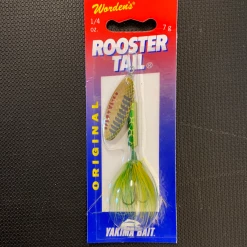 Worden's
1/4 oz. 7 g
ROOSTER
TAIL®
ORIGINAL
YAKIMA BAIT